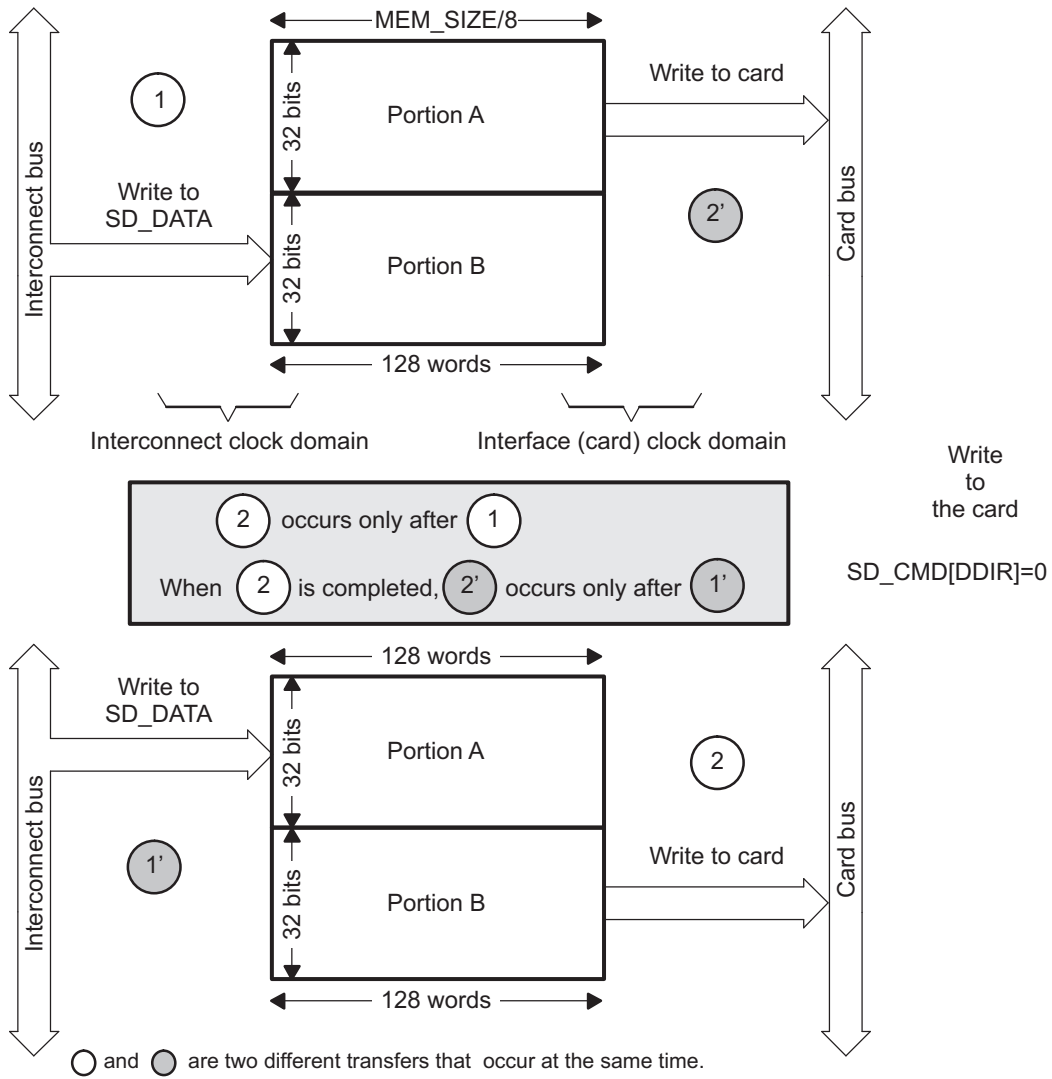 MEM_SIZE/8
Interconnect bus
1
Write to
SD_DATA
32 bits
Portion A
32 bits
Portion B
Write to card
2’
Card bus
128 words
Interconnect clock domain
Interface (card) clock domain
Write
to
the card
SD_CMD[DDIR]=0
2 occurs only after 1
When 2 is completed, 2’ occurs only after 1’
128 words
Interconnect bus
Write to
SD_DATA
1’
32 bits
Portion A
32 bits
Portion B
2
Write to card
Card bus
128 words
and are two different transfers that occur at the same time.